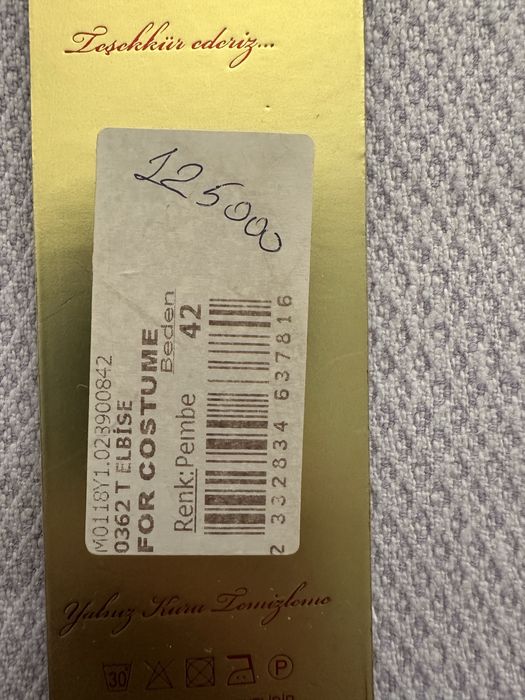 Teşekkür ederiz...
125000
M0118Y1.023900842
0362 T ELBİSE
FOR COSTUME
Beden
Renk:Pembe 42
2 332834 637816
Yalnız Kuru Temizleme
30 P